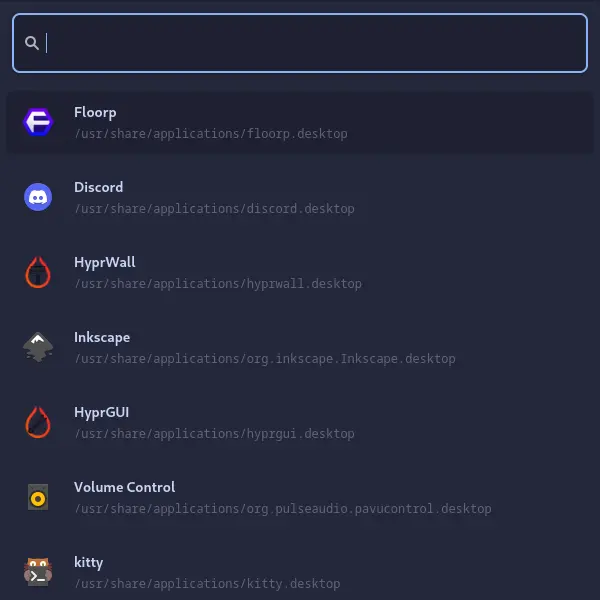 Floorp
/usr/share/applications/floorp.desktop
Discord
/usr/share/applications/discord.desktop
HyprWall
/usr/share/applications/hyprwall.desktop
Inkscape
/usr/share/applications/org.inkscape.Inkscape.desktop
HyprGUI
/usr/share/applications/hyprgui.desktop
Volume Control
/usr/share/applications/org.pulseaudio.pavucontrol.desktop
kitty
/usr/share/applications/kitty.desktop